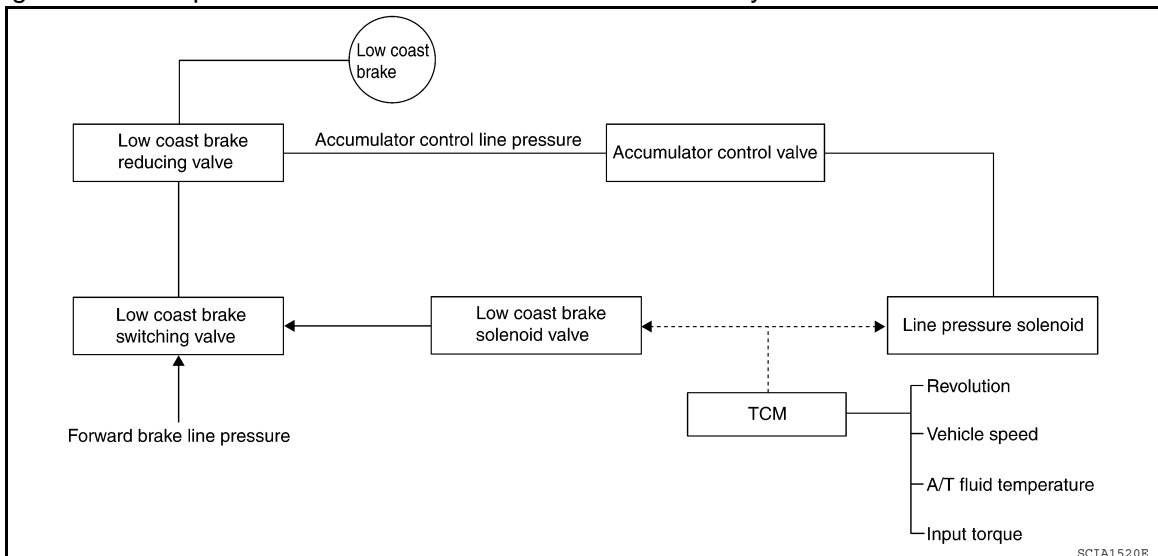 Low coast
brake
Low coast brake
reducing valve
Accumulator control line pressure
Accumulator control valve
Low coast brake
switching valve
Low coast brake
solenoid valve
Line pressure solenoid
Forward brake line pressure
TCM
Revolution
Vehicle speed
A/T fluid temperature
Input torque
SCIA1520E